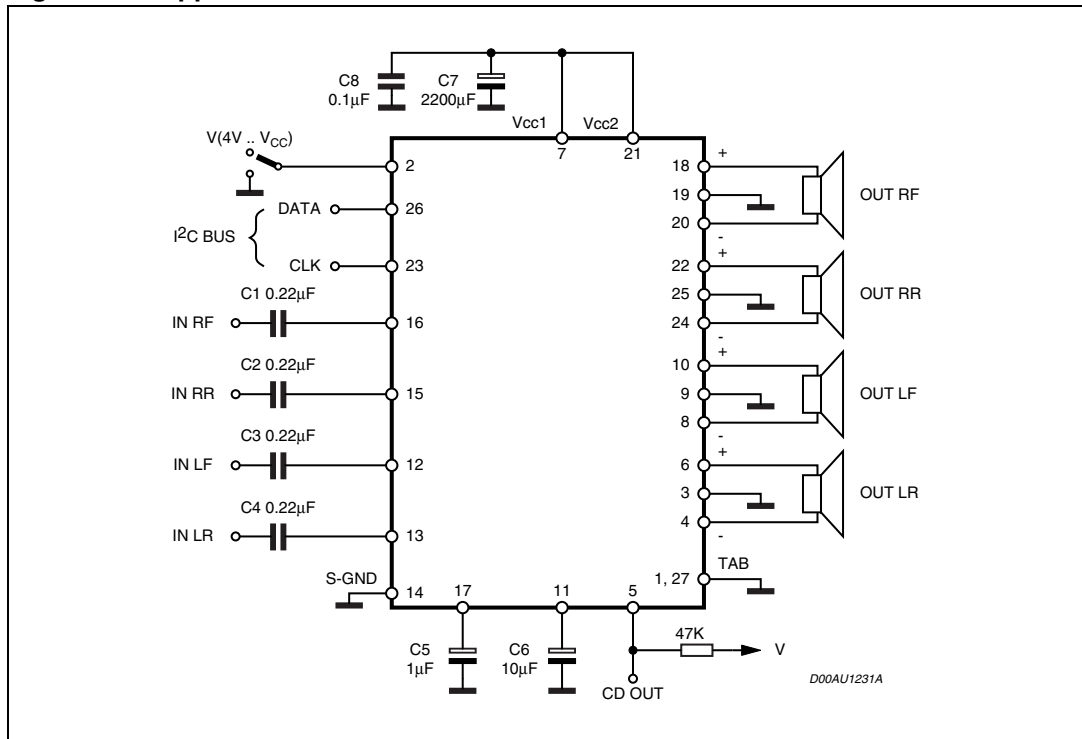 C8
0.1µF
C7
2200µF
Vcc1
Vcc2
7
21
V(4V .. VCC)
2
DATA
26
I2C BUS
CLK
23
C1 0.22µF
IN RF
16
C2 0.22µF
IN RR
15
C3 0.22µF
IN LF
12
C4 0.22µF
IN LR
13
S-GND
14
17
11
5
C5
1µF
C6
10µF
CD OUT
47K
V
18
+
19
OUT RF
20
-
22
+
25
OUT RR
24
-
10
+
9
OUT LF
8
-
6
+
3
OUT LR
4
-
1, 27
TAB
D00AU1231A